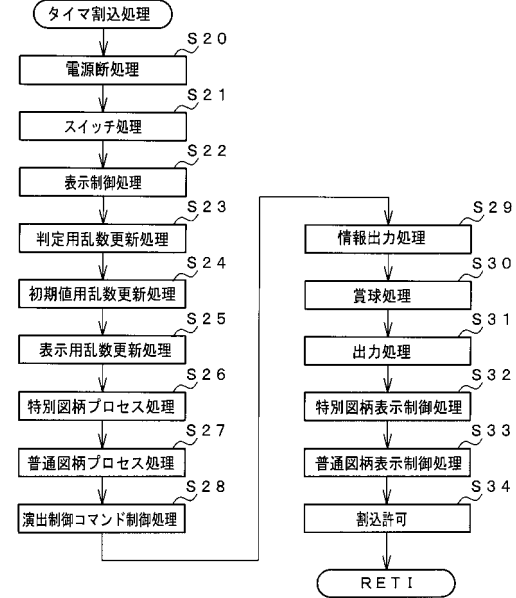 タイマ割込処理
S20
電源断処理
S21
スイッチ処理
S22
表示制御処理
S23
判定用乱数更新処理
S24
初期値用乱数更新処理
S25
表示用乱数更新処理
S26
特別図柄プロセス処理
S27
普通図柄プロセス処理
S28
演出制御コマンド制御処理
S29
情報出力処理
S30
賞球処理
S31
出力処理
S32
特別図柄表示制御処理
S33
普通図柄表示制御処理
S34
割込許可
RETI